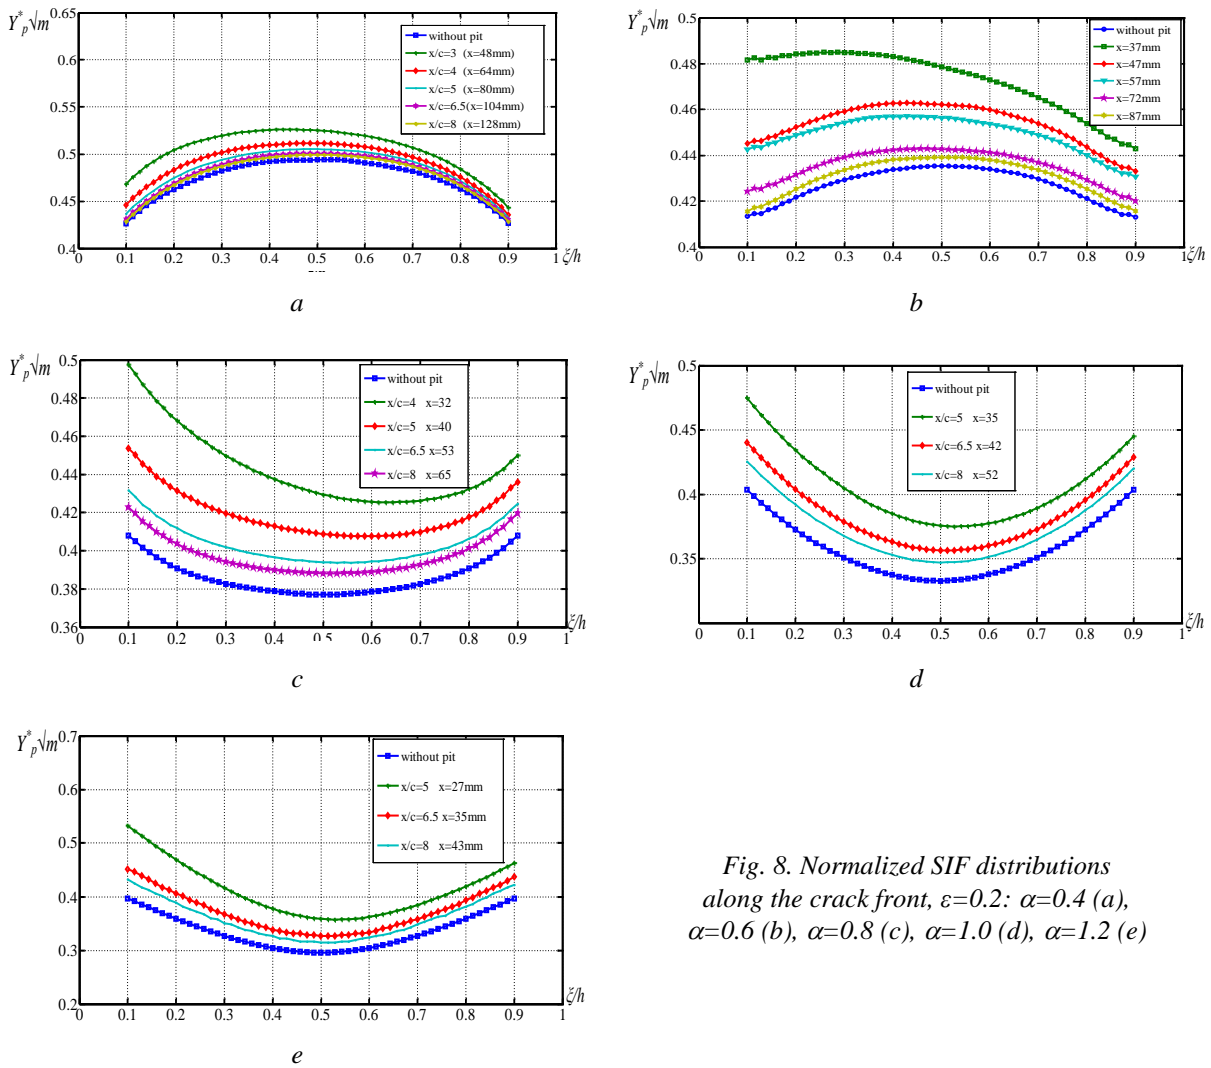 Y*p√m
0.65
0.6
0.55
0.5
0.45
0.4
0
0.1
0.2
0.3
0.4
0.5
0.6
0.7
0.8
0.9
1
ξ/h
without pit
x/c=3 (x=48mm)
x/c=4 (x=64mm)
x/c=5 (x=80mm)
x/c=6.5(x=104mm)
x/c=8 (x=128mm)
a
Y*p√m
0.5
0.48
0.46
0.44
0.42
0.4
0
0.1
0.2
0.3
0.4
0.5
0.6
0.7
0.8
0.9
1
ξ/h
without pit
x=37mm
x=47mm
x=57mm
x=72mm
x=87mm
b
Y*p√m
0.5
0.48
0.46
0.44
0.42
0.4
0.38
0.36
0
0.1
0.2
0.3
0.4
0.5
0.6
0.7
0.8
0.9
1
ξ/h
without pit
x/c=4 x=32
x/c=5 x=40
x/c=6.5 x=53
x/c=8 x=65
c
Y*p√m
0.5
0.45
0.4
0.35
0
0.1
0.2
0.3
0.4
0.5
0.6
0.7
0.8
0.9
1
ξ/h
without pit
x/c=5 x=35
x/c=6.5 x=42
x/c=8 x=52
d
Y*p√m
0.7
0.6
0.5
0.4
0.3
0.2
0
0.1
0.2
0.3
0.4
0.5
0.6
0.7
0.8
0.9
1
ξ/h
without pit
x/c=5 x=27mm
x/c=6.5 x=35mm
x/c=8 x=43mm
e
Fig. 8. Normalized SIF distributions
along the crack front, ε=0.2: α=0.4 (a),
α=0.6 (b), α=0.8 (c), α=1.0 (d), α=1.2 (e)